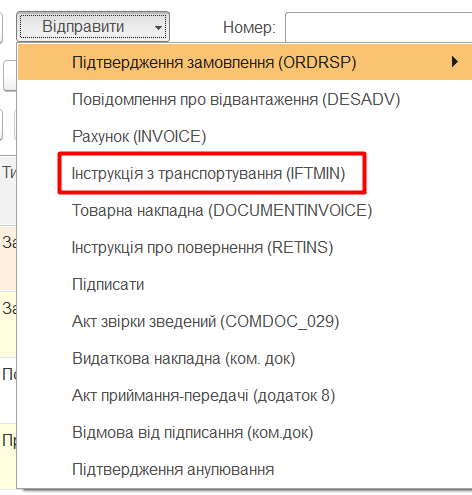 Відправити
Номер:
Підтвердження замовлення (ORDRSP)
Повідомлення про відвантаження (DESADV)
Рахунок (INVOICE)
Ти
Інструкція з транспортування (IFTMIN)
Товарна накладна (DOCUMENTINVOICE)
За
Інструкція про повернення (RETINS)
Підписати
За
Акт звірки зведений (COMDOC_029)
Видаткова накладна (ком. док)
По
Акт приймання-передачі (додаток 8)
Відмова від підписання (ком.док)
Пр
Підтвердження анулювання